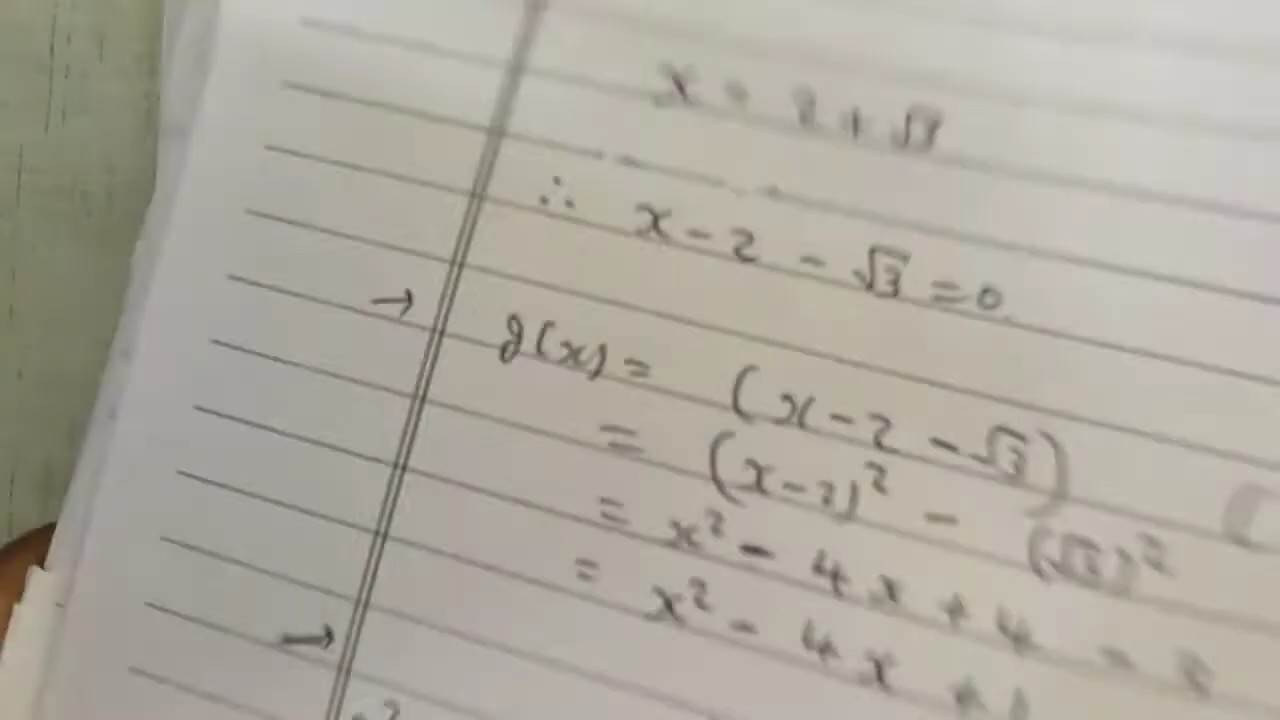 x = 2 + √3
∴ x - 2 - √3 = 0
→ g(x) = (x - 2 - √3) (
= (x - 2)² - (√3)²
= x² - 4x + 4 - 3
= x² - 4x + 1
→